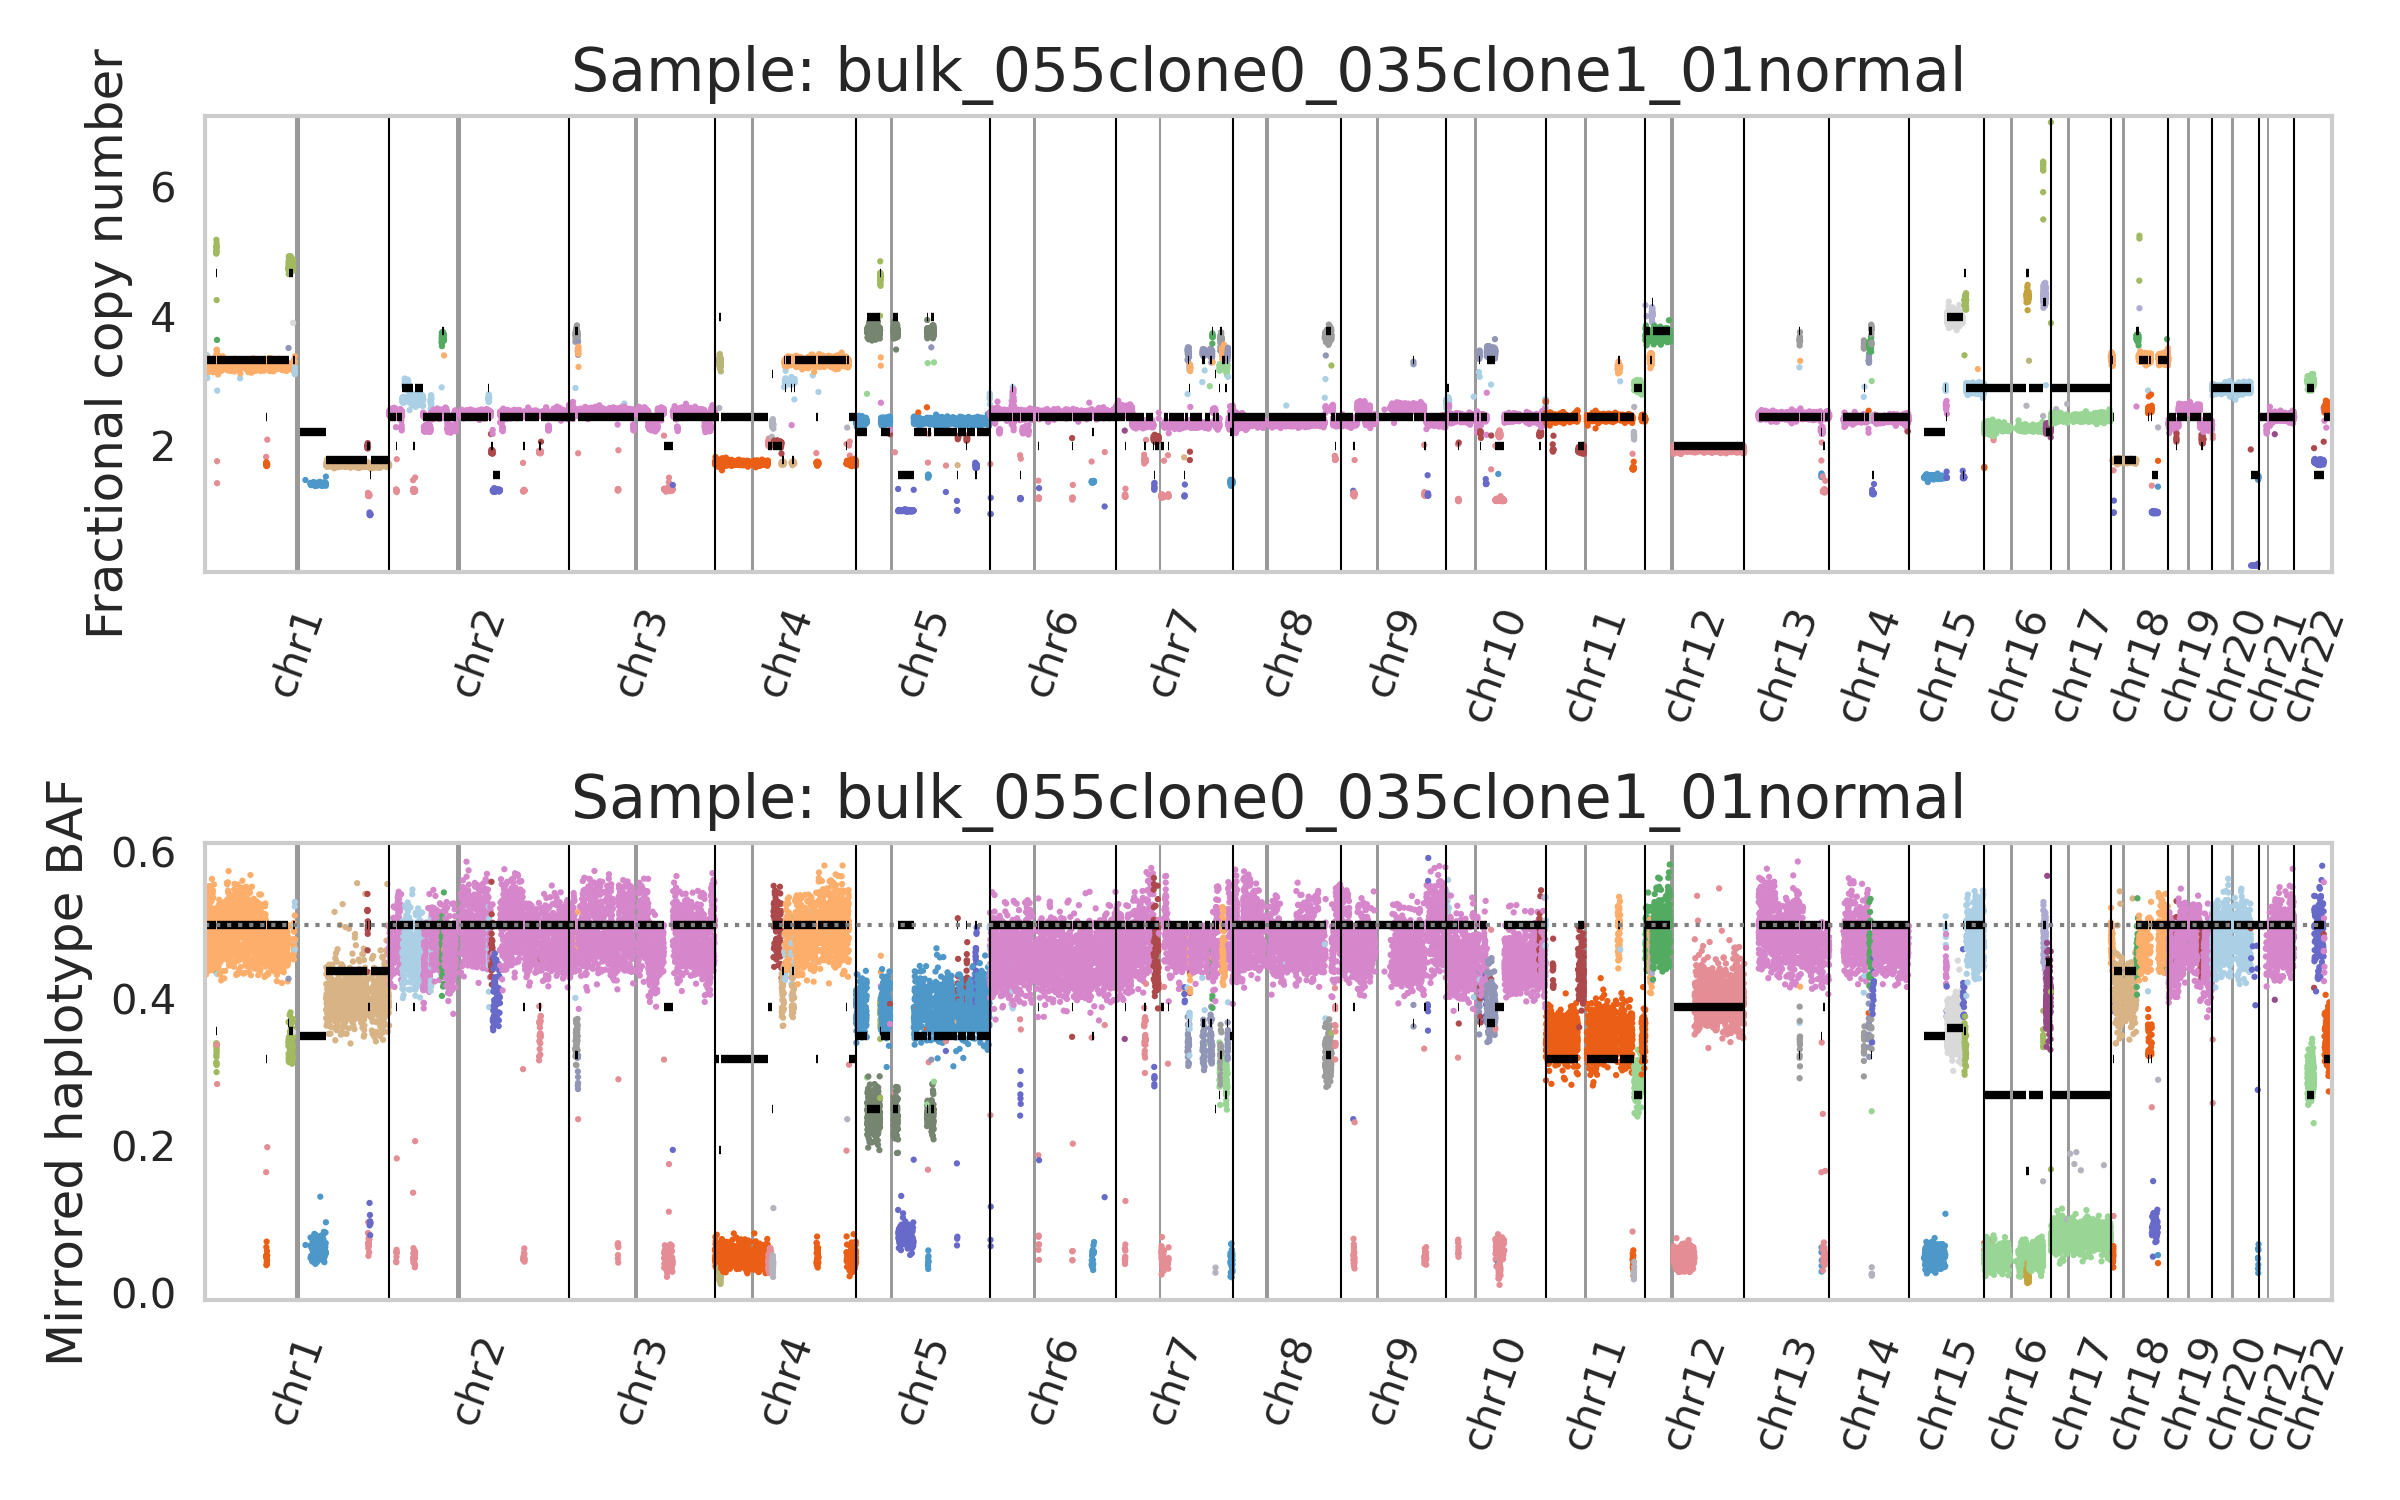 Sample: bulk_055clone0_035clone1_01normal
Fractional copy number
6
4
2
chr1 chr2 chr3 chr4 chr5 chr6 chr7 chr8 chr9 chr10 chr11 chr12 chr13 chr14 chr15 chr16 chr17 chr18 chr19 chr20 chr21 chr22
Sample: bulk_055clone0_035clone1_01normal
Mirrored haplotype BAF
0.6
0.4
0.2
0.0
chr1 chr2 chr3 chr4 chr5 chr6 chr7 chr8 chr9 chr10 chr11 chr12 chr13 chr14 chr15 chr16 chr17 chr18 chr19 chr20 chr21 chr22